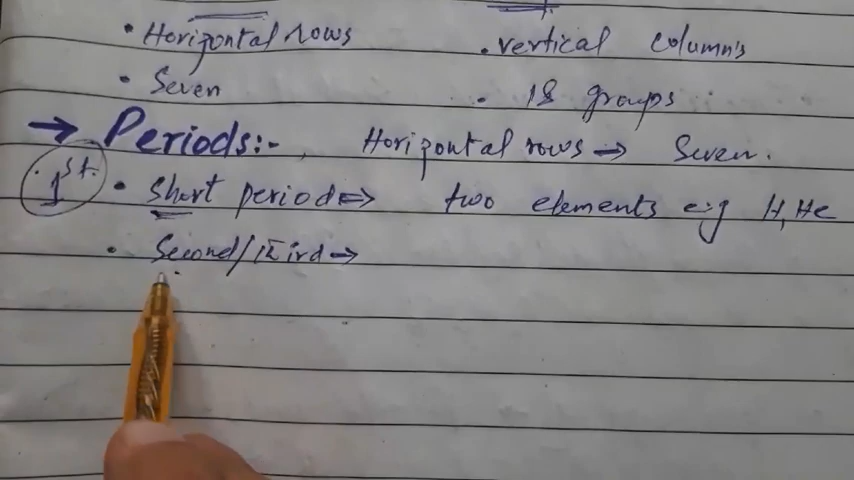 • Horizontal rows
• vertical columns
• Seven
• 18 groups
→ Periods:- Horizontal rows → Seven.
1st. • Short period ⇒ two elements e.g H, He
• Second/third →